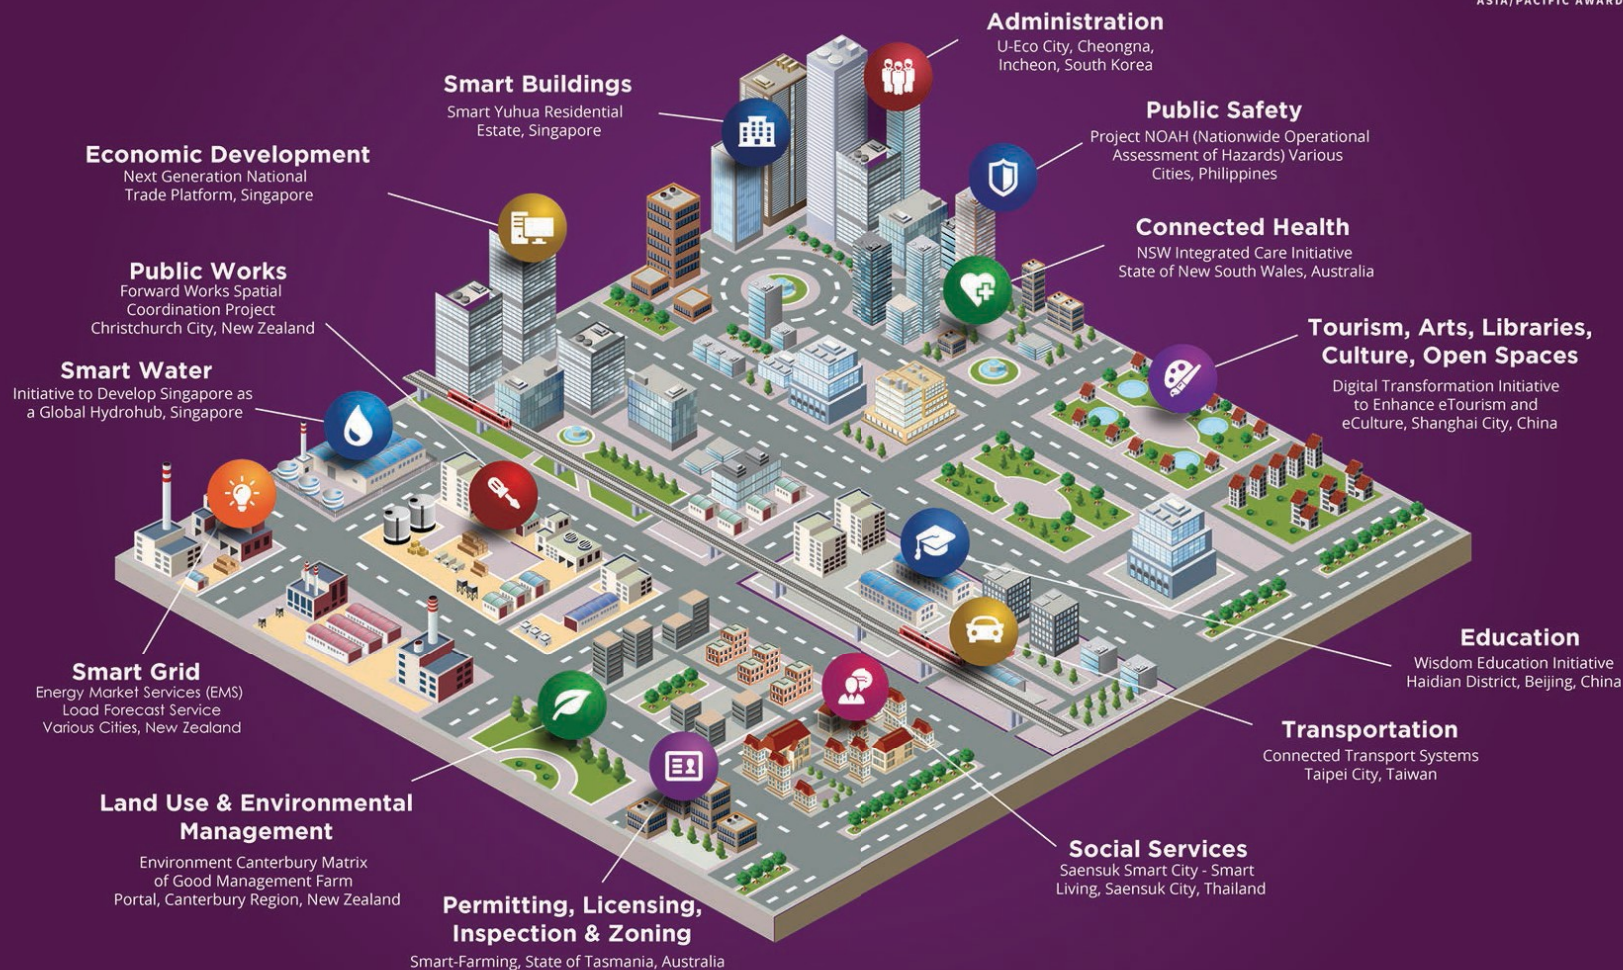 ASIA/PACIFIC AWARD
Administration
U-Eco City, Cheongna,
Incheon, South Korea
Smart Buildings
Smart Yuhua Residential
Estate, Singapore
Public Safety
Project NOAH (Nationwide Operational
Assessment of Hazards) Various
Cities, Philippines
Economic Development
Next Generation National
Trade Platform, Singapore
Connected Health
NSW Integrated Care Initiative
State of New South Wales, Australia
Public Works
Forward Works Spatial
Coordination Project
Christchurch City, New Zealand
Tourism, Arts, Libraries,
Culture, Open Spaces
Digital Transformation Initiative
to Enhance eTourism and
eCulture, Shanghai City, China
Smart Water
Initiative to Develop Singapore as
a Global Hydrohub, Singapore
Smart Grid
Energy Market Services (EMS)
Load Forecast Service
Various Cities, New Zealand
Education
Wisdom Education Initiative
Haidian District, Beijing, China
Transportation
Connected Transport Systems
Taipei City, Taiwan
Land Use & Environmental
Management
Environment Canterbury Matrix
of Good Management Farm
Portal, Canterbury Region, New Zealand
Social Services
Saensuk Smart City - Smart
Living, Saensuk City, Thailand
Permitting, Licensing,
Inspection & Zoning
Smart-Farming, State of Tasmania, Australia